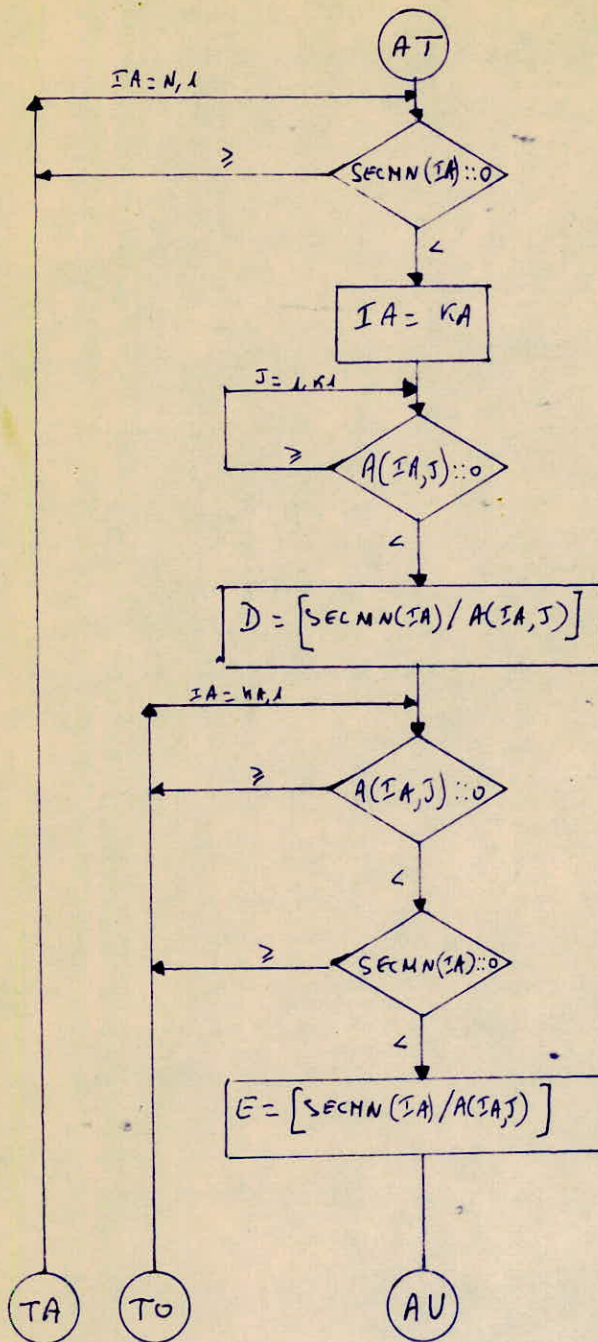 AT
IA = N, 1
SECMN(IA)::0
≥
<
IA = KA
J = 1, K1
A(IA,J)::0
≥
<
D = [SECMN(IA) / A(IA,J)]
IA = KA, 1
A(IA,J)::0
≥
<
SECMN(IA)::0
≥
<
E = [SECMN(IA) / A(IA,J)]
TA
TO
AU